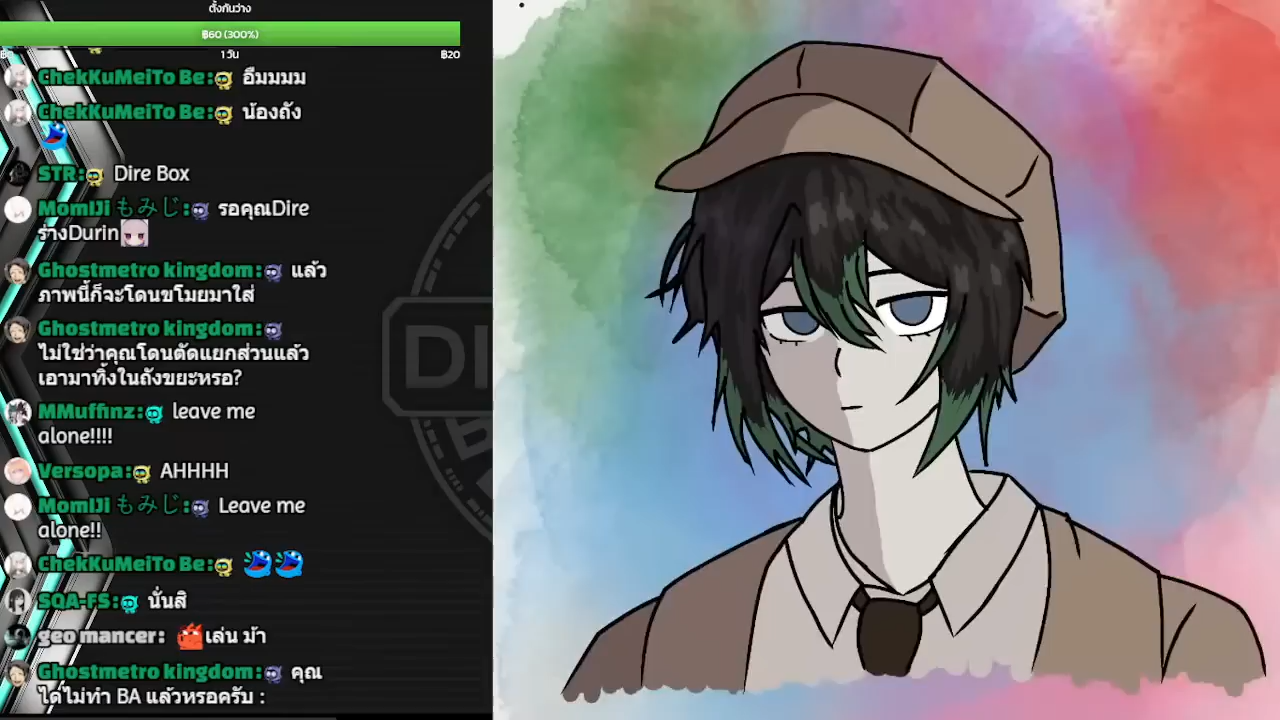 ตั้งกันว่าง
฿60 (300%)
฿0 1 วัน ฿20
ChekKuMeiTo Be: อืมมมม
ChekKuMeiTo Be: น้องถัง
STR: Dire Box
MomIJi もみじ: รอคุณDire
ร่างDurin
Ghostmetro kingdom: แล้ว
ภาพนี้ก็จะโดนขโมยมาใส่
Ghostmetro kingdom:
ไม่ใช่ว่าคุณโดนตัดแยกส่วนแล้ว
เอามาทิ้งในถังขยะหรอ?
MMuffinz: leave me
alone!!!!
Versopa: AHHHH
MomIJi もみじ: Leave me
alone!!
ChekKuMeiTo Be:
SQA-FS: นั่นสิ
geo mancer: เล่น ม้า
Ghostmetro kingdom: คุณ
ไดไม่ทำ BA แล้วหรอครับ :
DI